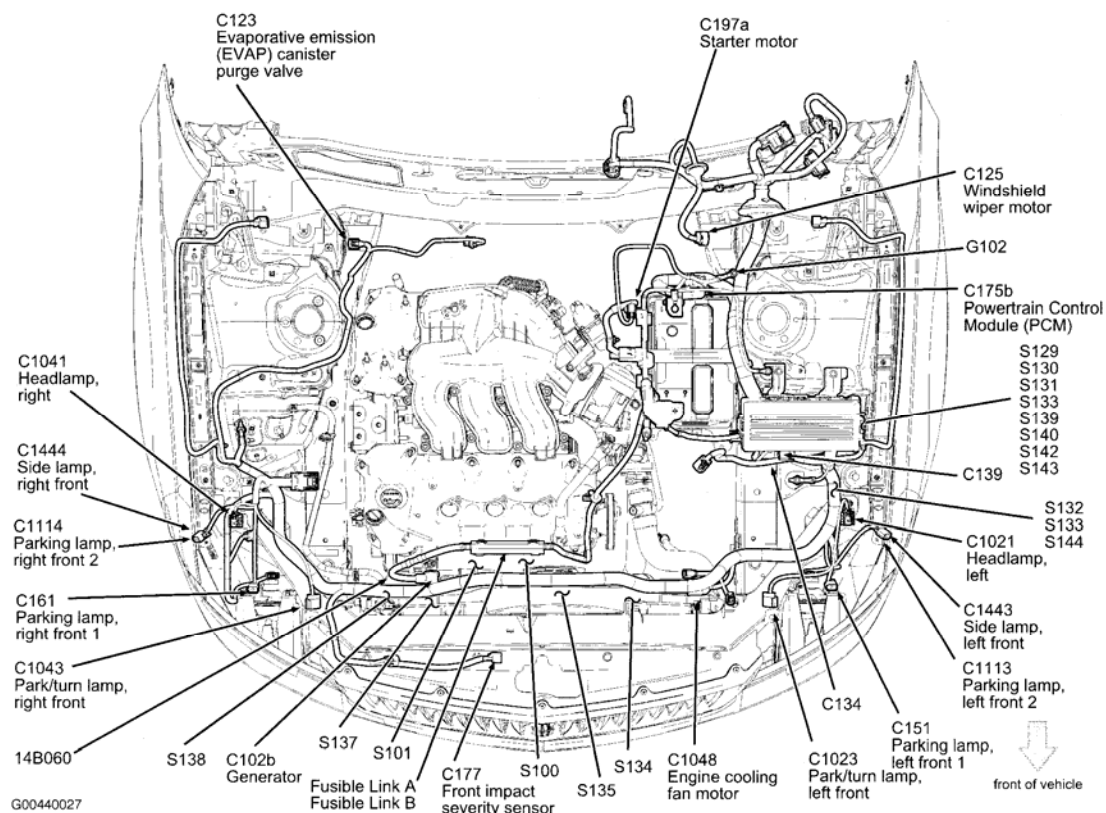 C123
Evaporative emission
(EVAP) canister
purge valve
C197a
Starter motor
C125
Windshield
wiper motor
G102
C175b
Powertrain Control
Module (PCM)
S129
S130
S131
S133
S139
S140
S142
S143
C139
S132
S133
S144
C1021
Headlamp,
left
C1443
Side lamp,
left front
C1113
Parking lamp,
left front 2
C134
C151
Parking lamp,
left front 1
front of vehicle
C1041
Headlamp,
right
C1444
Side lamp,
right front
C1114
Parking lamp,
right front 2
C161
Parking lamp,
right front 1
C1043
Park/turn lamp,
right front
14B060
S138
C102b
Generator
S137
S101
Fusible Link A
Fusible Link B
C177
Front impact
severity sensor
S100
S135
S134
C1048
Engine cooling
fan motor
C1023
Park/turn lamp,
left front
G00440027